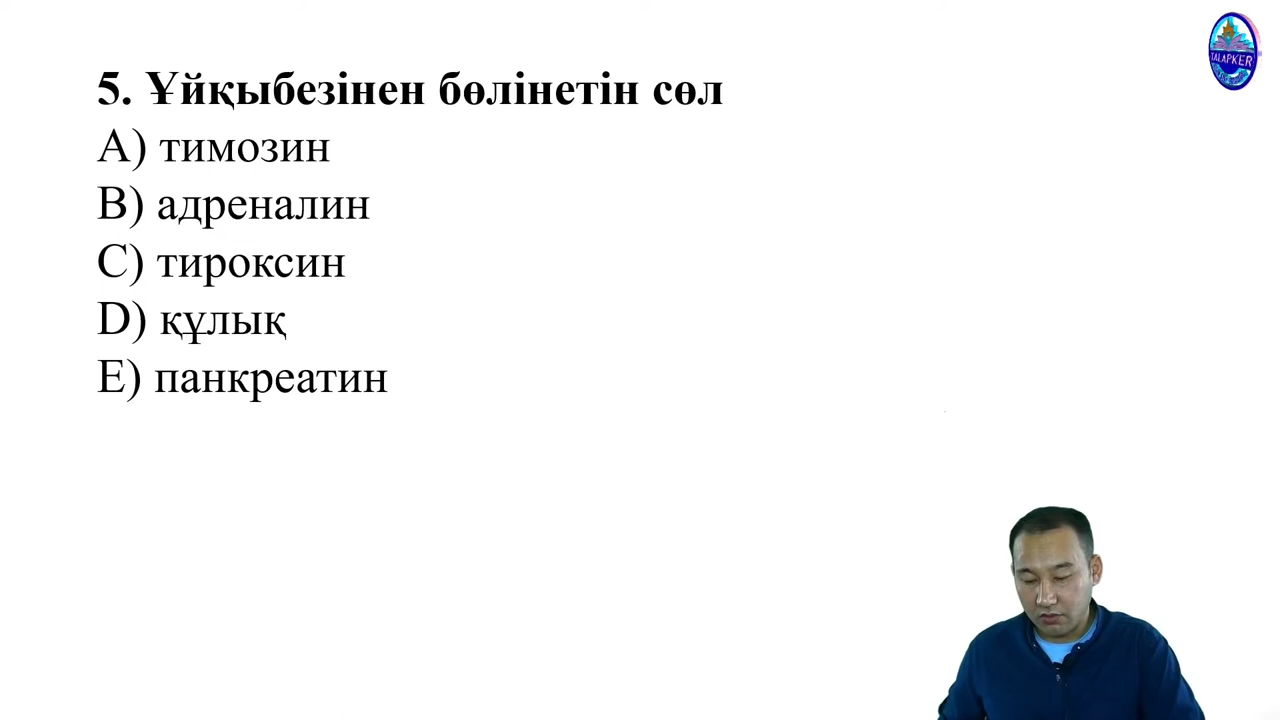 5. Ұйқыбезінен бөлінетін сөл
A) тимозин
B) адреналин
C) тироксин
D) құлық
E) панкреатин
TALAPKER